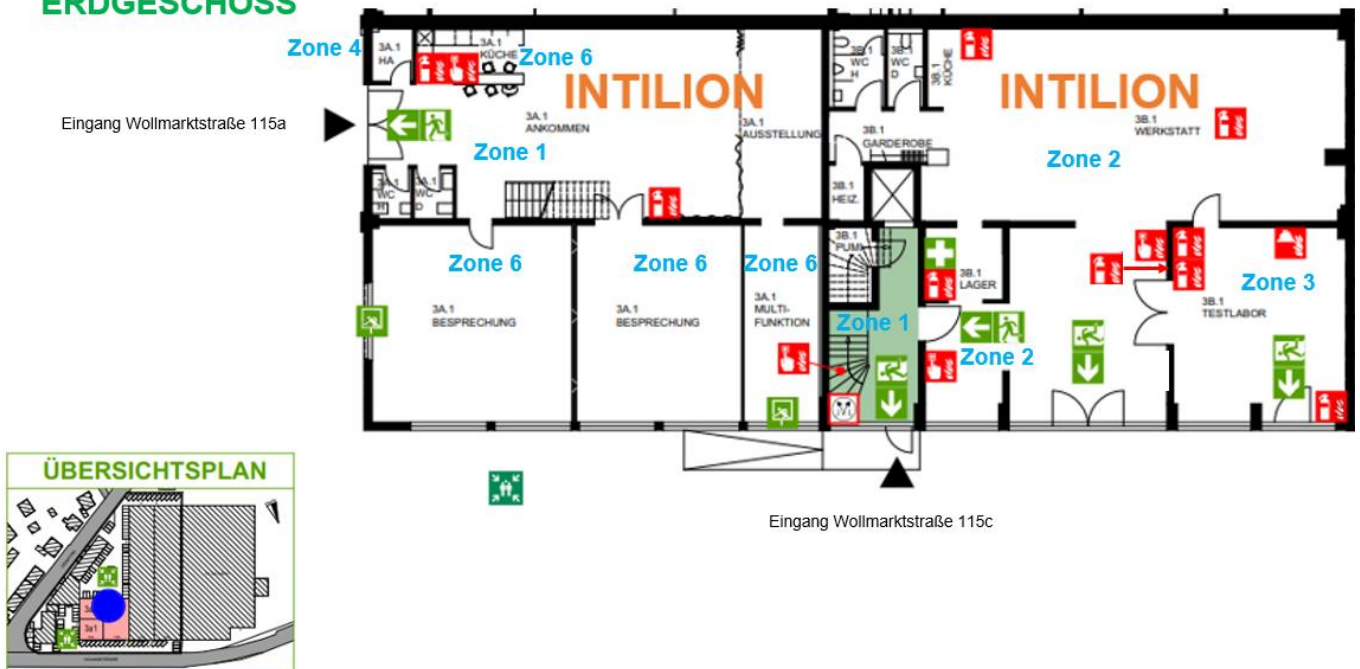 ERDGESCHOSS
Zone 4
3A.1
HA
3A.1
KÜCHE
Zone 6
INTILION
3A.1
ANKOMMEN
Zone 1
3A.1
AUSSTELLUNG
Eingang Wollmarktstraße 115a
3A.1
WC
H
3A.1
WC
D
Zone 6
3A.1
BESPRECHUNG
Zone 6
3A.1
BESPRECHUNG
Zone 6
3A.1
MULTI-
FUNKTION
3B.1
WC
H
3B.1
WC
D
3B.1
KÜCHE
INTILION
3B.1
WERKSTATT
3B.1
GARDEROBE
Zone 2
3B.1
HEIZ.
3B.1
Zone 1
3B.1
LAGER
Zone 2
Zone 3
3B.1
TESTLABOR
Eingang Wollmarktstraße 115c
ÜBERSICHTSPLAN
3a1